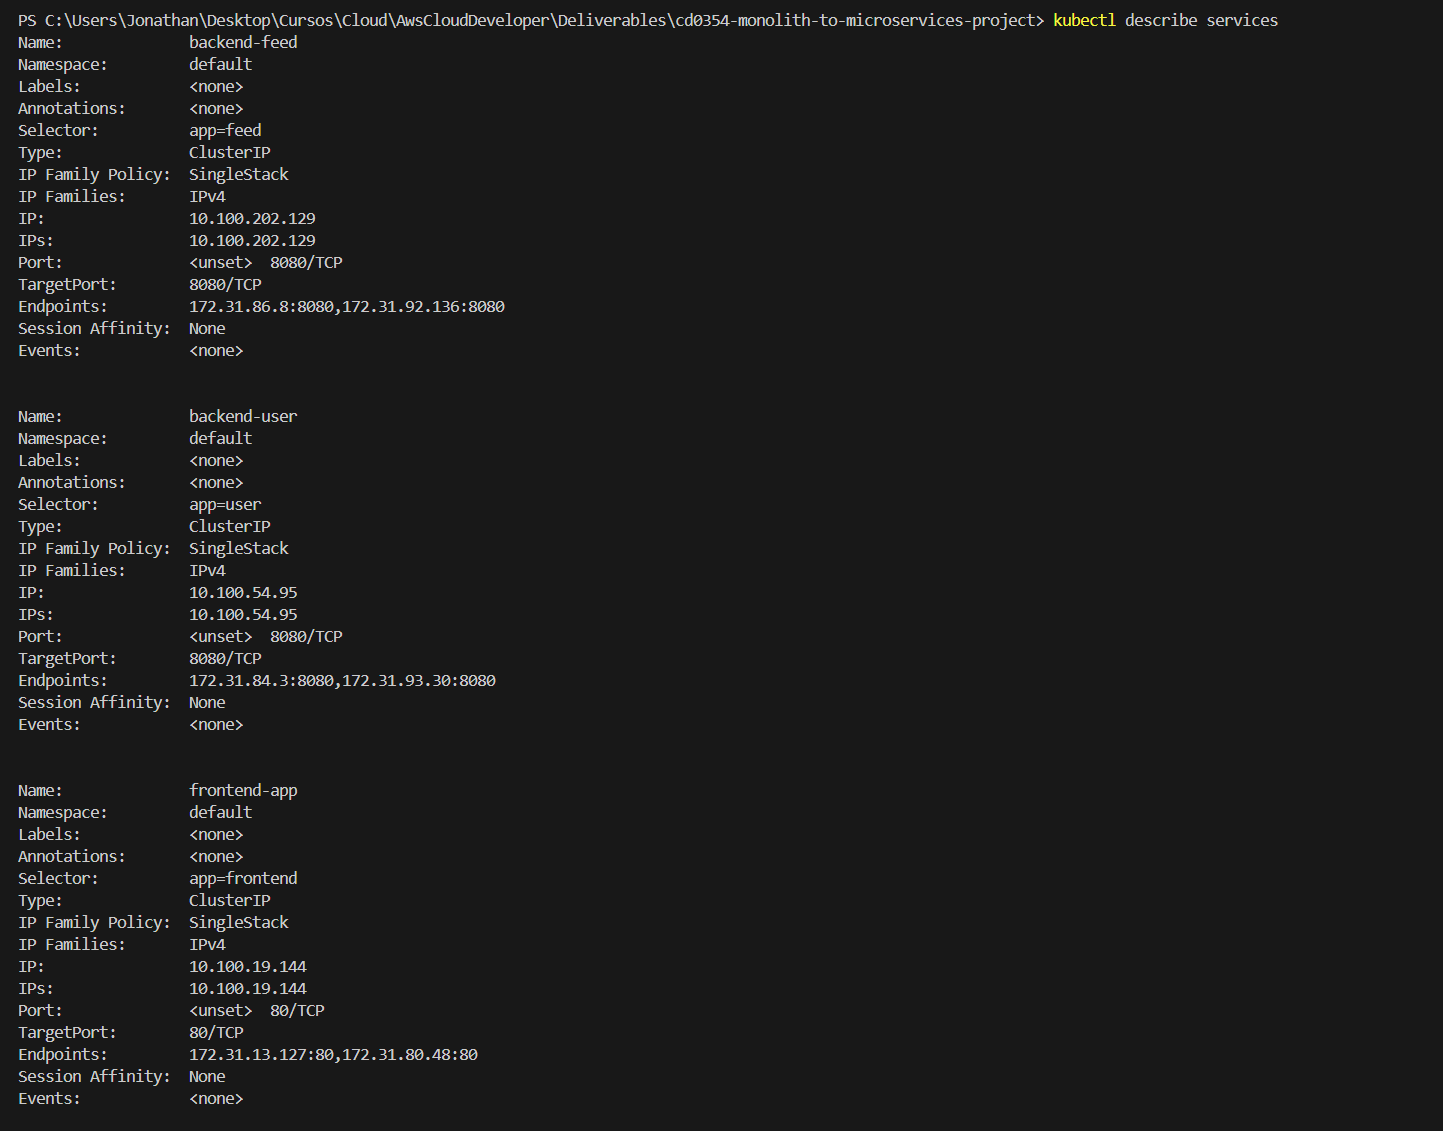 PS C:\Users\Jonathan\Desktop\Cursos\Cloud\AwsCloudDeveloper\Deliverables\cd0354-monolith-to-microservices-project> kubectl describe services
Name:              backend-feed
Namespace:         default
Labels:            <none>
Annotations:       <none>
Selector:          app=feed
Type:              ClusterIP
IP Family Policy:  SingleStack
IP Families:       IPv4
IP:                10.100.202.129
IPs:               10.100.202.129
Port:              <unset>  8080/TCP
TargetPort:        8080/TCP
Endpoints:         172.31.86.8:8080,172.31.92.136:8080
Session Affinity:  None
Events:            <none>
Name:              backend-user
Namespace:         default
Labels:            <none>
Annotations:       <none>
Selector:          app=user
Type:              ClusterIP
IP Family Policy:  SingleStack
IP Families:       IPv4
IP:                10.100.54.95
IPs:               10.100.54.95
Port:              <unset>  8080/TCP
TargetPort:        8080/TCP
Endpoints:         172.31.84.3:8080,172.31.93.30:8080
Session Affinity:  None
Events:            <none>
Name:              frontend-app
Namespace:         default
Labels:            <none>
Annotations:       <none>
Selector:          app=frontend
Type:              ClusterIP
IP Family Policy:  SingleStack
IP Families:       IPv4
IP:                10.100.19.144
IPs:               10.100.19.144
Port:              <unset>  80/TCP
TargetPort:        80/TCP
Endpoints:         172.31.13.127:80,172.31.80.48:80
Session Affinity:  None
Events:            <none>